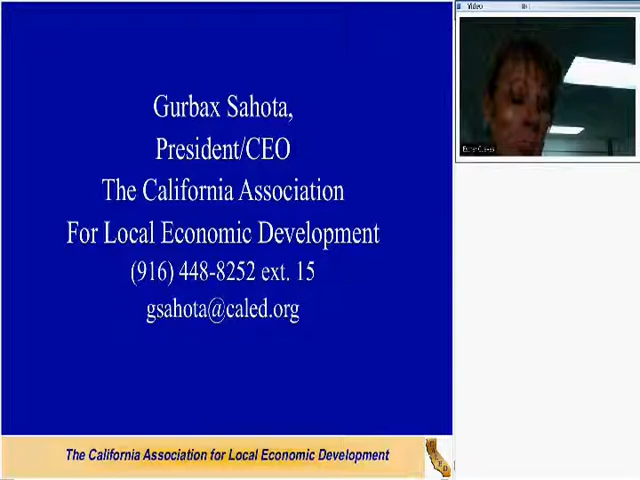 Video
Gurbax Sahota,
President/CEO
The California Association
For Local Economic Development
(916) 448-8252 ext. 15
gsahota@caled.org
The California Association for Local Economic Development